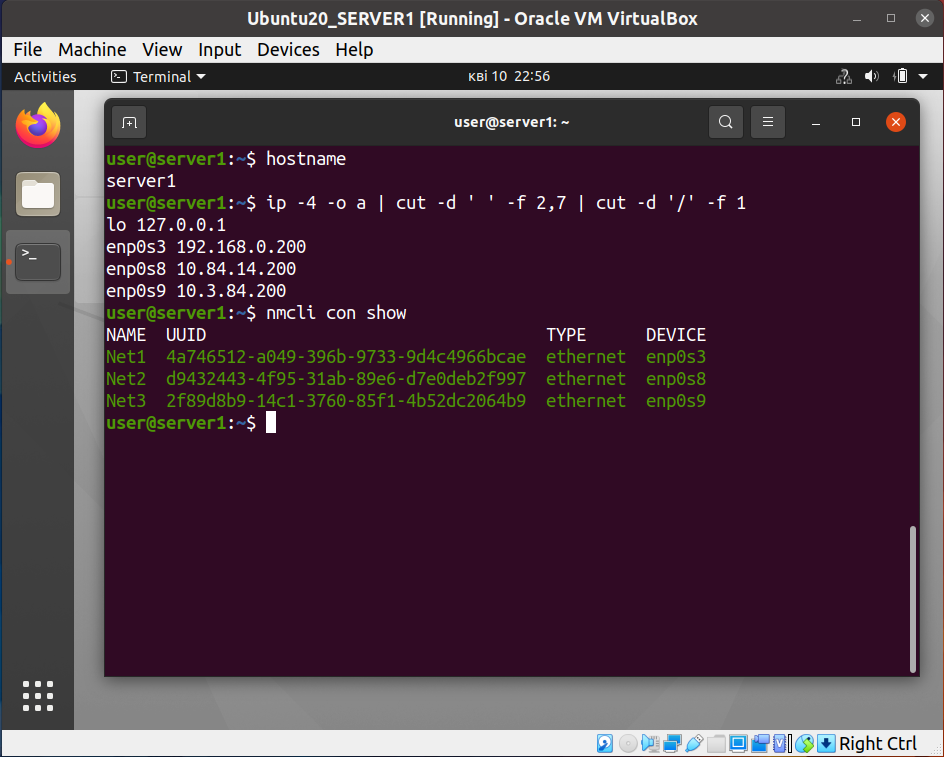 Ubuntu20_SERVER1 [Running] - Oracle VM VirtualBox
File Machine View Input Devices Help
Activities Terminal кві 10 22:56
user@server1: ~
user@server1:~$ hostname
server1
user@server1:~$ ip -4 -o a | cut -d ' ' -f 2,7 | cut -d '/' -f 1
lo 127.0.0.1
enp0s3 192.168.0.200
enp0s8 10.84.14.200
enp0s9 10.3.84.200
user@server1:~$ nmcli con show
NAME UUID TYPE DEVICE
Net1 4a746512-a049-396b-9733-9d4c4966bcae ethernet enp0s3
Net2 d9432443-4f95-31ab-89e6-d7e0deb2f997 ethernet enp0s8
Net3 2f89d8b9-14c1-3760-85f1-4b52dc2064b9 ethernet enp0s9
user@server1:~$
Right Ctrl